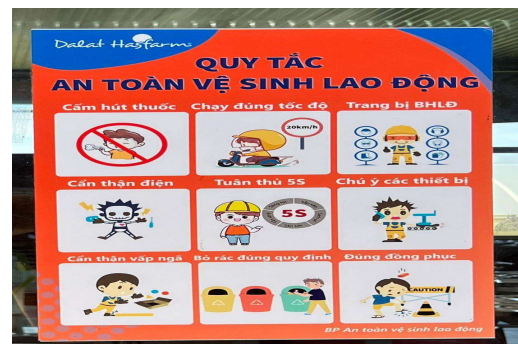 Dalat Hasfarm
QUY TẮC
AN TOÀN VỆ SINH LAO ĐỘNG
Cấm hút thuốc Chạy đúng tốc độ Trang bị BHLĐ
20km/h
Cẩn thận điện Tuân thủ 5S Chú ý các thiết bị
5S
Cẩn thận vấp ngã Bỏ rác đúng quy định Đúng đồng phục
CAUTION
BP An toàn vệ sinh lao động